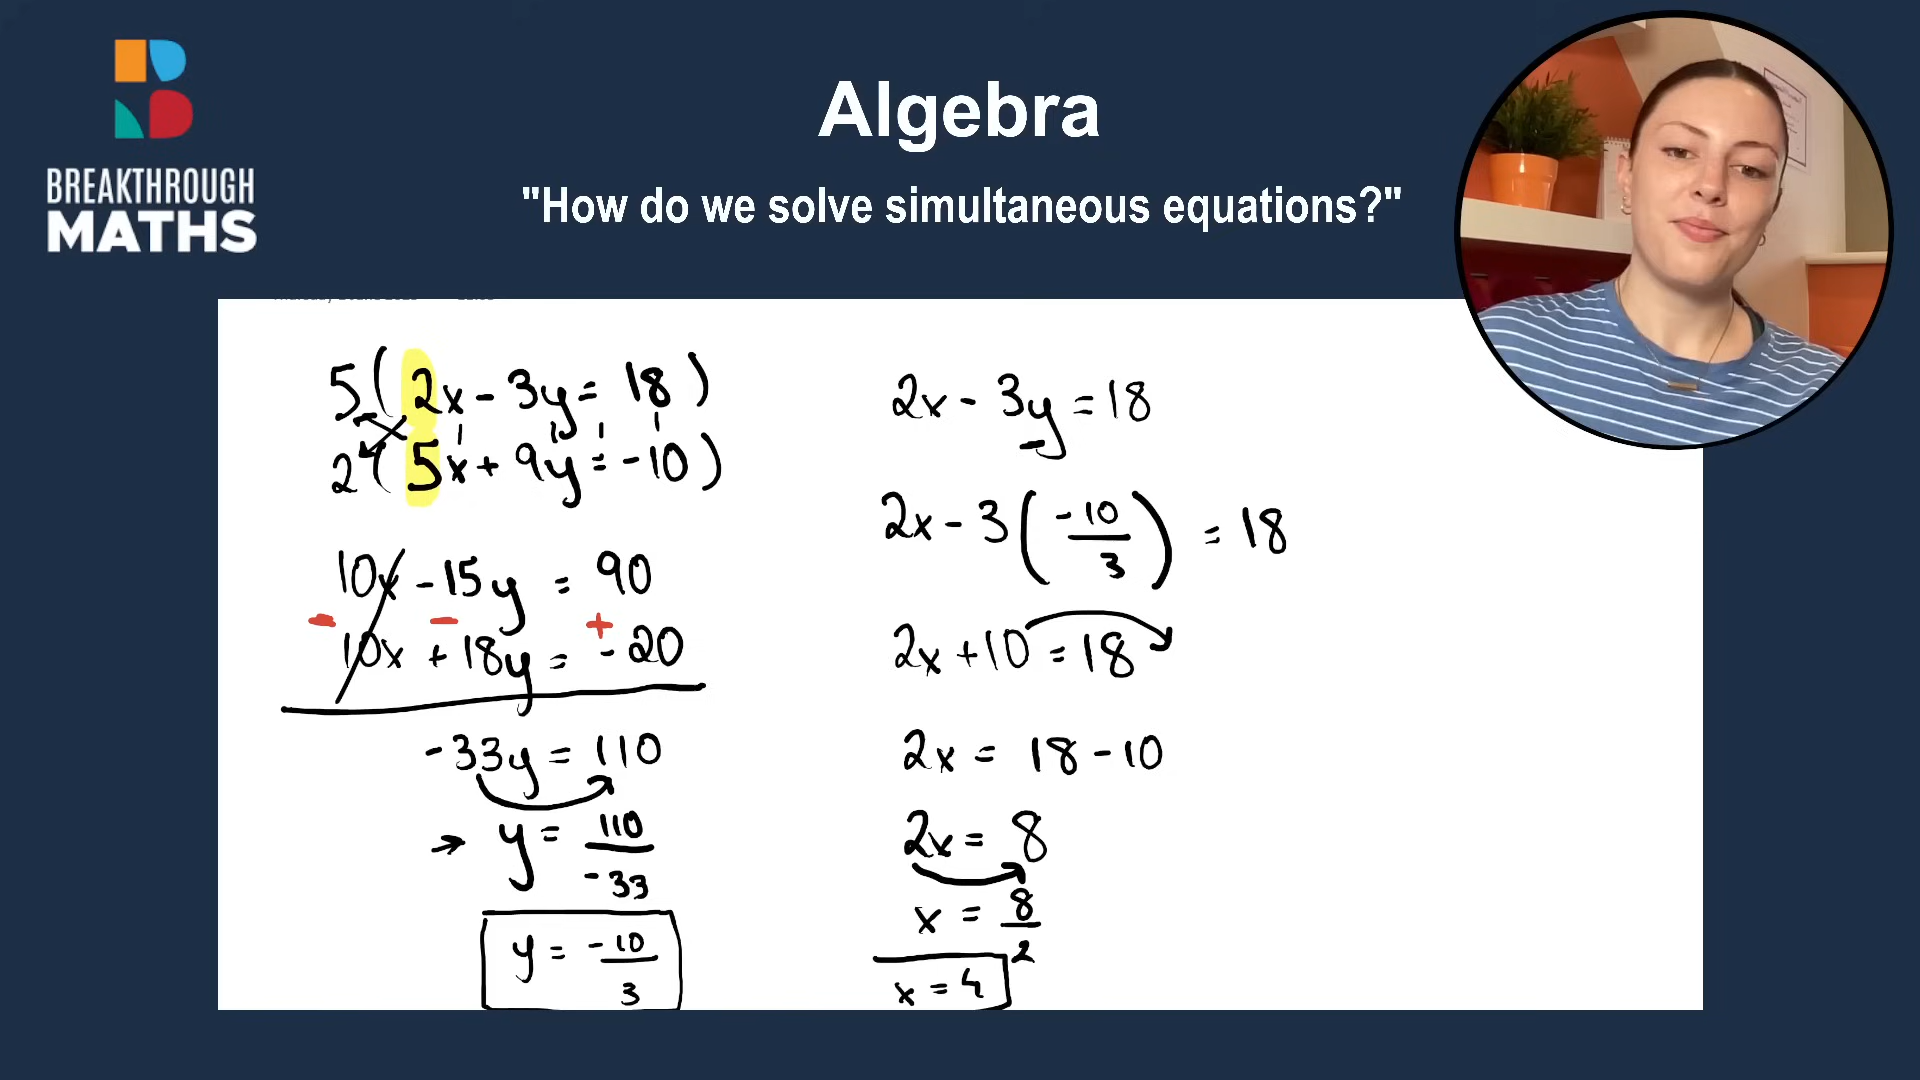 BREAKTHROUGH
MATHS
Algebra
"How do we solve simultaneous equations?"
5 ( 2x - 3y = 18 )
2 ( 5x + 9y = -10 )
10x - 15y = 90
- - +
10x + 18y = -20
-33y = 110
→ y = 110 / -33
y = -10 / 3
2x - 3y = 18
2x - 3 ( -10 / 3 ) = 18
2x + 10 = 18
2x = 18 - 10
2x = 8
x = 8 / 2
x = 4